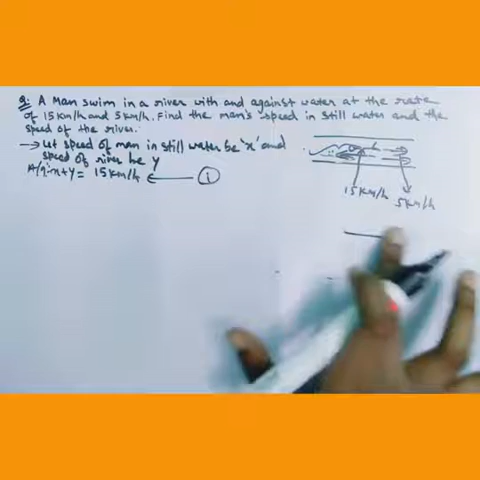 Q. A Man swim in a river with and against water at the rate
of 15 Km/h and 5 km/h. Find the man's speed in still water and the
speed of the river.
→ Let speed of man in still water be 'x' and
speed of river be y
A/q:- x+y = 15 km/h ← (i)
15 km/h
5 km/h